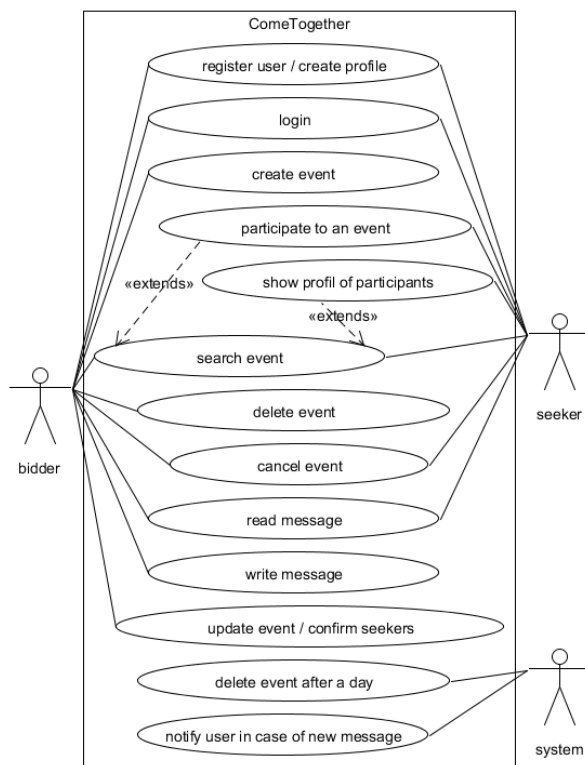 ComeTogether
register user / create profile
login
create event
participate to an event
«extends»
show profil of participants
«extends»
search event
bidder
seeker
delete event
cancel event
read message
write message
update event / confirm seekers
delete event after a day
notify user in case of new message
system